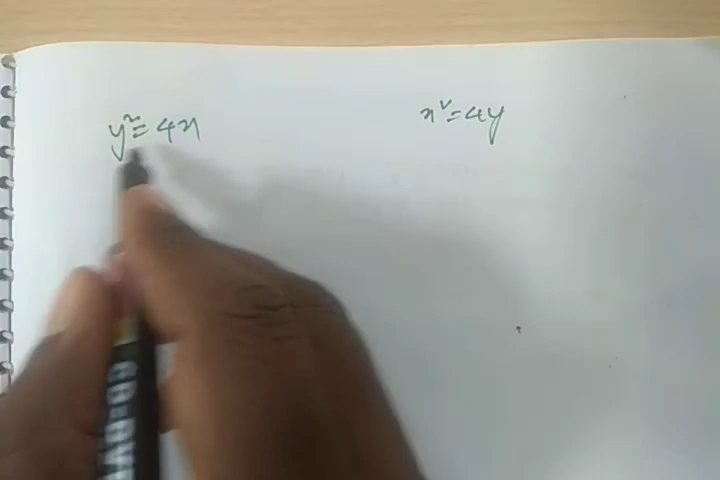 y² = 4x
x² = 4y